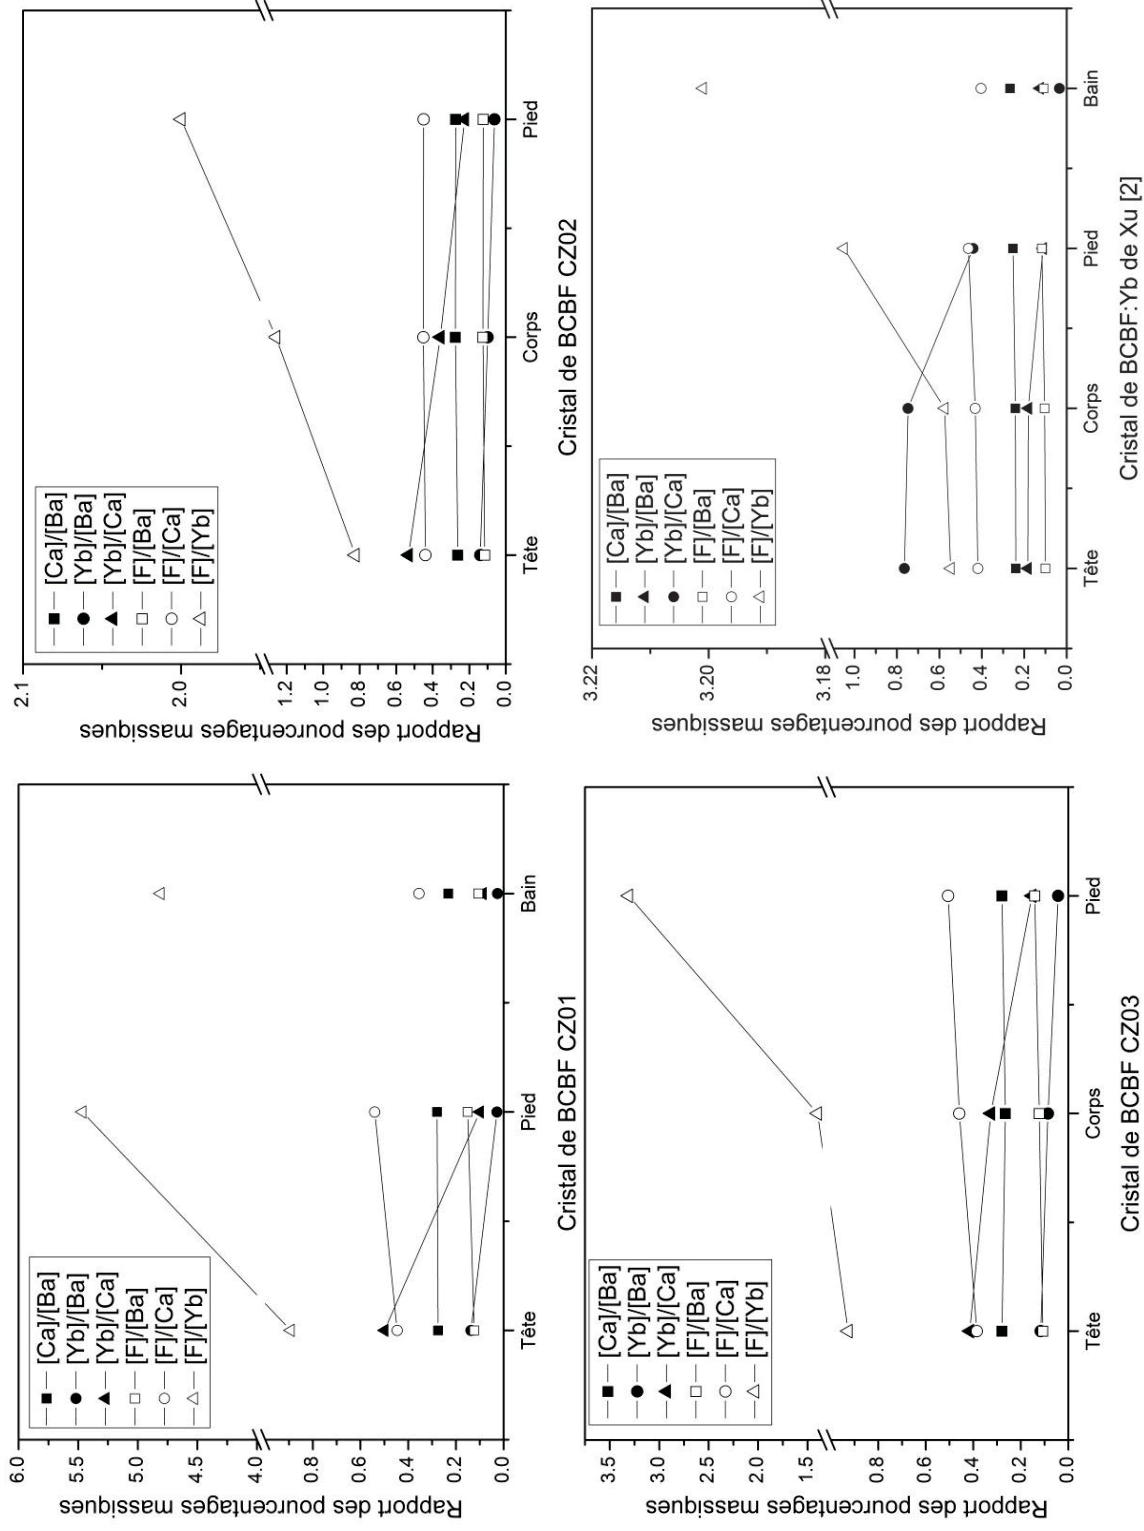 6.0
5.5
5.0
4.5
4.0
0.8
0.6
0.4
0.2
0.0
Rapport des pourcentages massiques
[Ca]/[Ba]
[Yb]/[Ba]
[Yb]/[Ca]
[F]/[Ba]
[F]/[Ca]
[F]/[Yb]
Tête
Pied
Bain
Cristal de BCBF CZ01
2.1
2.0
1.2
1.0
0.8
0.6
0.4
0.2
0.0
Rapport des pourcentages massiques
[Ca]/[Ba]
[Yb]/[Ba]
[Yb]/[Ca]
[F]/[Ba]
[F]/[Ca]
[F]/[Yb]
Tête
Corps
Pied
Cristal de BCBF CZ02
3.5
3.0
2.5
2.0
1.5
0.8
0.6
0.4
0.2
0.0
Rapport des pourcentages massiques
[Ca]/[Ba]
[Yb]/[Ba]
[Yb]/[Ca]
[F]/[Ba]
[F]/[Ca]
[F]/[Yb]
Tête
Corps
Pied
Cristal de BCBF CZ03
3.22
3.20
3.18
1.0
0.8
0.6
0.4
0.2
0.0
Rapport des pourcentages massiques
[Ca]/[Ba]
[Yb]/[Ba]
[Yb]/[Ca]
[F]/[Ba]
[F]/[Ca]
[F]/[Yb]
Tête
Corps
Pied
Bain
Cristal de BCBF:Yb de Xu [2]